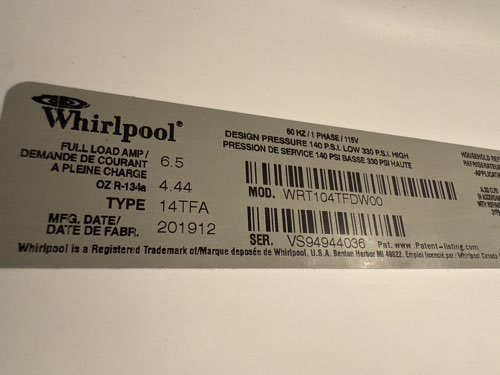 Whirlpool®
FULL LOAD AMP/
DEMANDE DE COURANT 6.5
A PLEINE CHARGE
OZ R-134a 4.44
TYPE 14TFA
MFG. DATE/ 201912
DATE DE FABR.
60 HZ / 1 PHASE / 115V
DESIGN PRESSURE 140 P.S.I. LOW 330 P.S.I. HIGH
PRESSION DE SERVICE 140 PSI BASSE 330 PSI HAUTE
MOD. WRT104TFDW00
SER. VS94944036
Pat. www.Patent-listing.com
HOUSEHOLD
Whirlpool is a Registered Trademark of/Marque deposée de Whirlpool, U.S.A. Benton Harbor MI 49022, Emploi licencié par: Whirlpool Canada